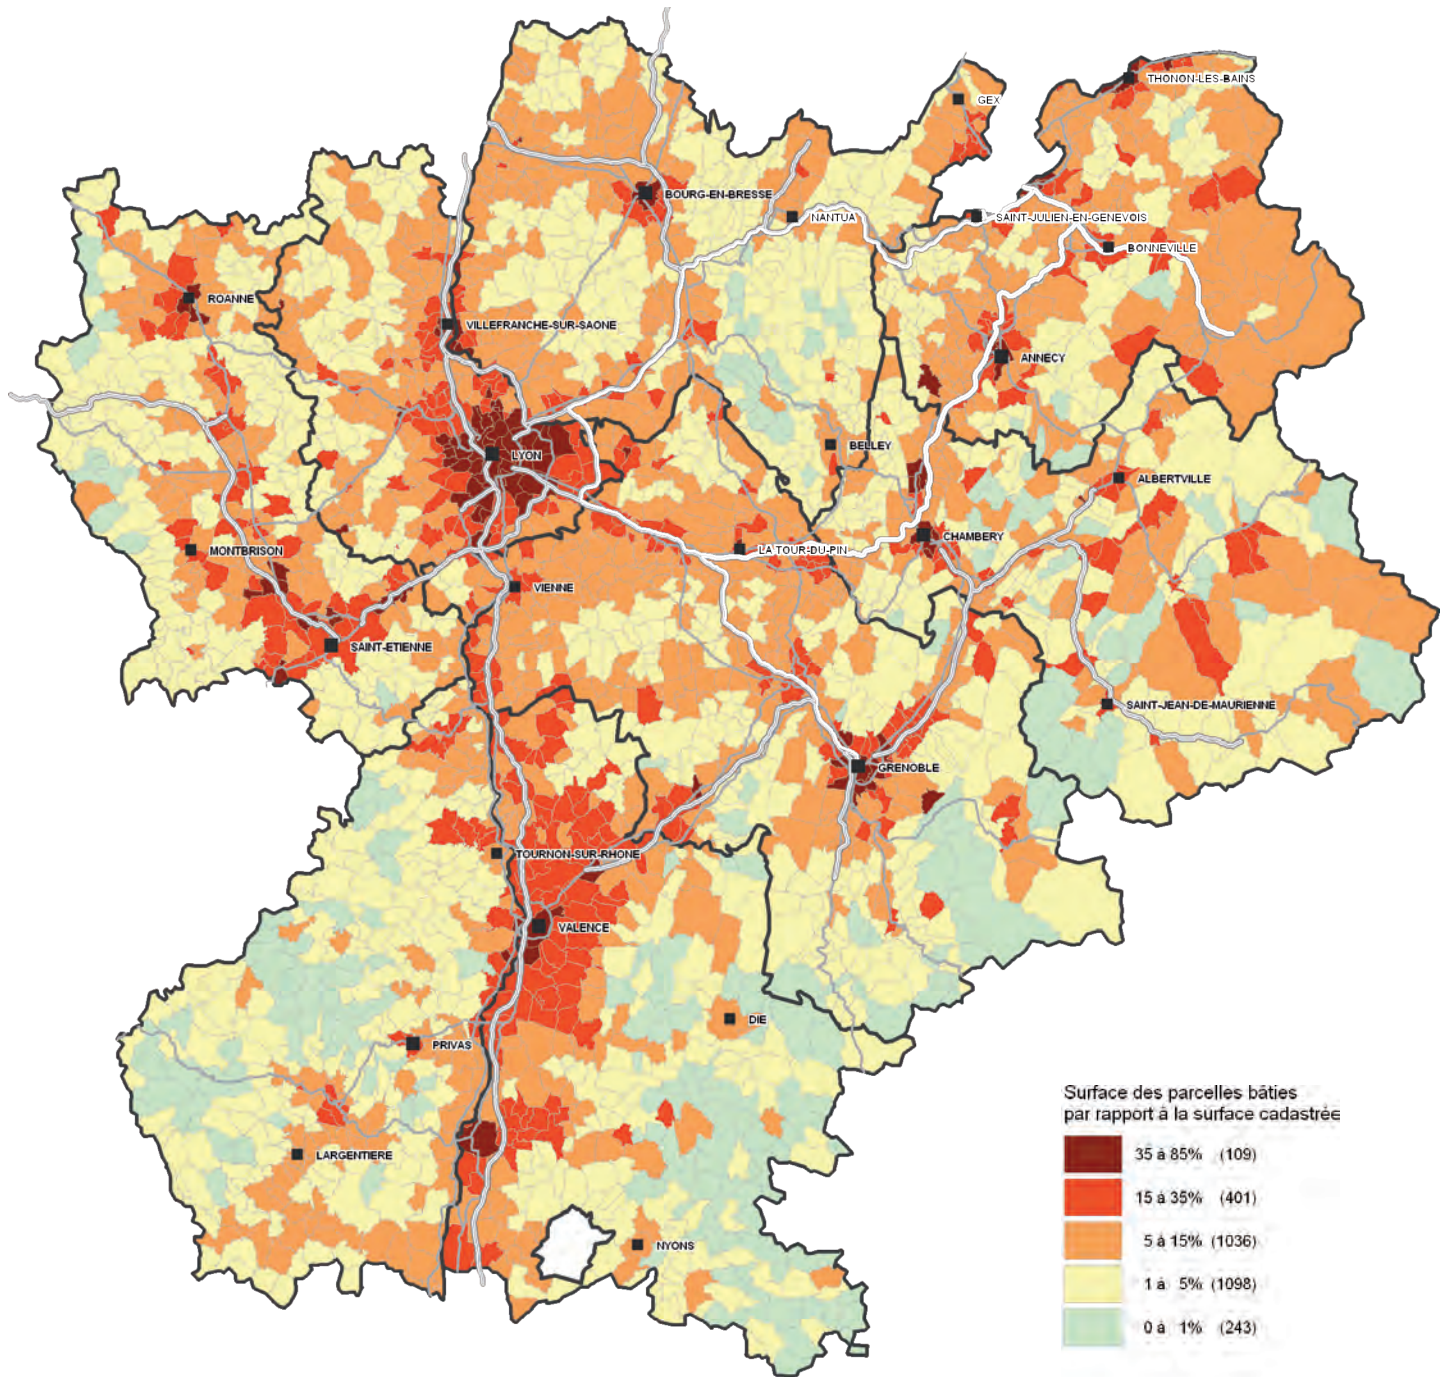 THONON-LES-BAINS
GEX
BOURG-EN-BRESSE
NANTUA
SAINT-JULIEN-EN-GENEVOIS
BONNEVILLE
ROANNE
VILLEFRANCHE-SUR-SAONE
ANNECY
BELLEY
LYON
ALBERTVILLE
MONTBRISON
LA TOUR-DU-PIN
CHAMBERY
VIENNE
SAINT-ETIENNE
SAINT-JEAN-DE-MAURIENNE
GRENOBLE
TOURNON-SUR-RHONE
VALENCE
DIE
PRIVAS
LARGENTIERE
NYONS
Surface des parcelles bâties
par rapport à la surface cadastrée
35 à 85% (109)
15 à 35% (401)
5 à 15% (1036)
1 à 5% (1098)
0 à 1% (243)